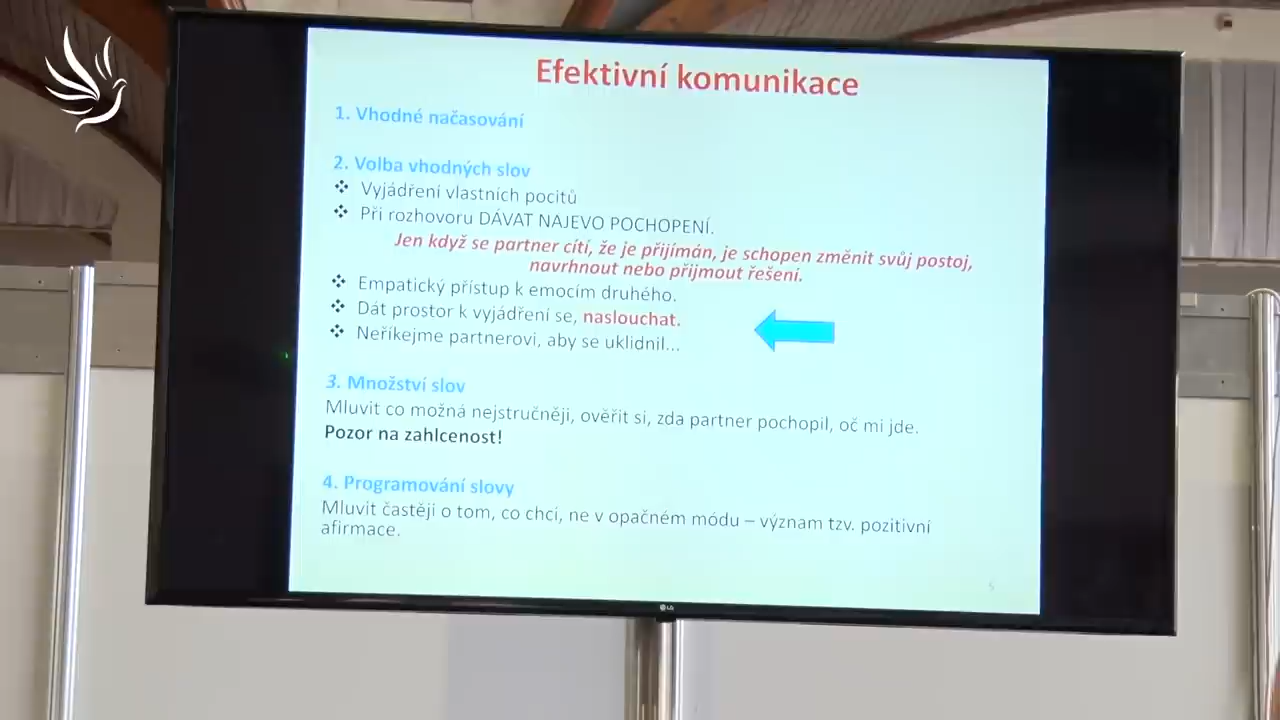 Efektivní komunikace
1. Vhodné načasování
2. Volba vhodných slov
❖ Vyjádření vlastních pocitů
❖ Při rozhovoru DÁVAT NAJEVO POCHOPENÍ.
Jen když se partner cítí, že je přijímán, je schopen změnit svůj postoj,
navrhnout nebo přijmout řešení.
❖ Empatický přístup k emocím druhého.
❖ Dát prostor k vyjádření se, naslouchat.
❖ Neříkejme partnerovi, aby se uklidnil...
3. Množství slov
Mluvit co možná nejstručněji, ověřit si, zda partner pochopil, oč mi jde.
Pozor na zahlcenost!
4. Programování slovy
Mluvit častěji o tom, co chci, ne v opačném módu – význam tzv. pozitivní
afirmace.
5
LG